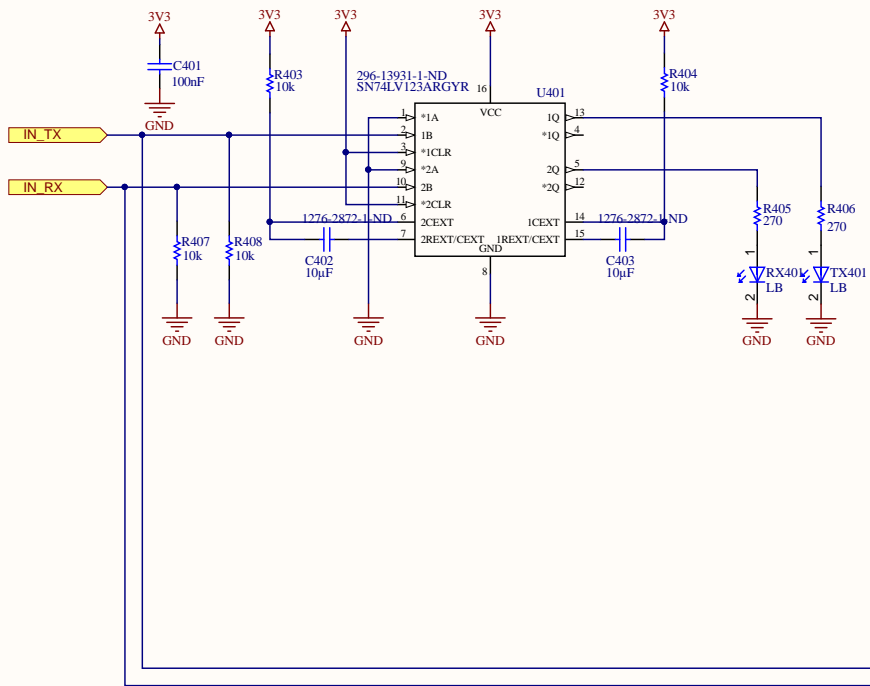 3V3
3V3
3V3
3V3
3V3
C401
100nF
GND
R403
10k
296-13931-1-ND
SN74LV123ARGYR
U401
R404
10k
16
VCC
IN_TX
IN_RX
1
*1A
2
1B
3
*1CLR
9
*2A
10
2B
11
*2CLR
6
2CEXT
7
2REXT/CEXT
1Q
13
*1Q
4
2Q
5
*2Q
12
1CEXT
14
1REXT/CEXT
15
GND
8
1276-2872-1-ND
C402
10µF
1276-2872-1-ND
C403
10µF
R407
10k
R408
10k
R405
270
R406
270
1
RX401
LB
2
1
TX401
LB
2
GND
GND
GND
GND
GND
GND